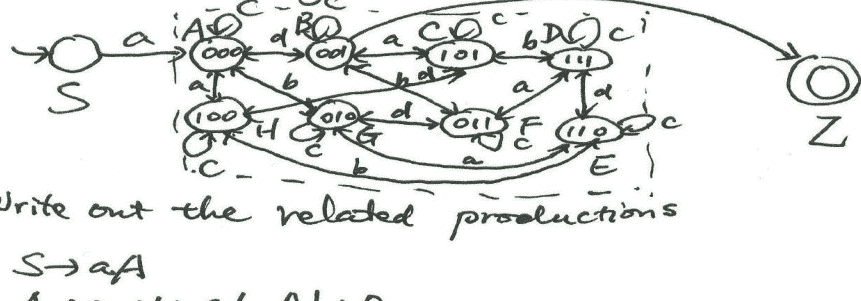 A B C c D C
a 000 d 001 a 101 b 111
S a b b d a d Z
100 H 010 G d 011 F 110 c
C c a c E
b
Write out the related productions
S→aA